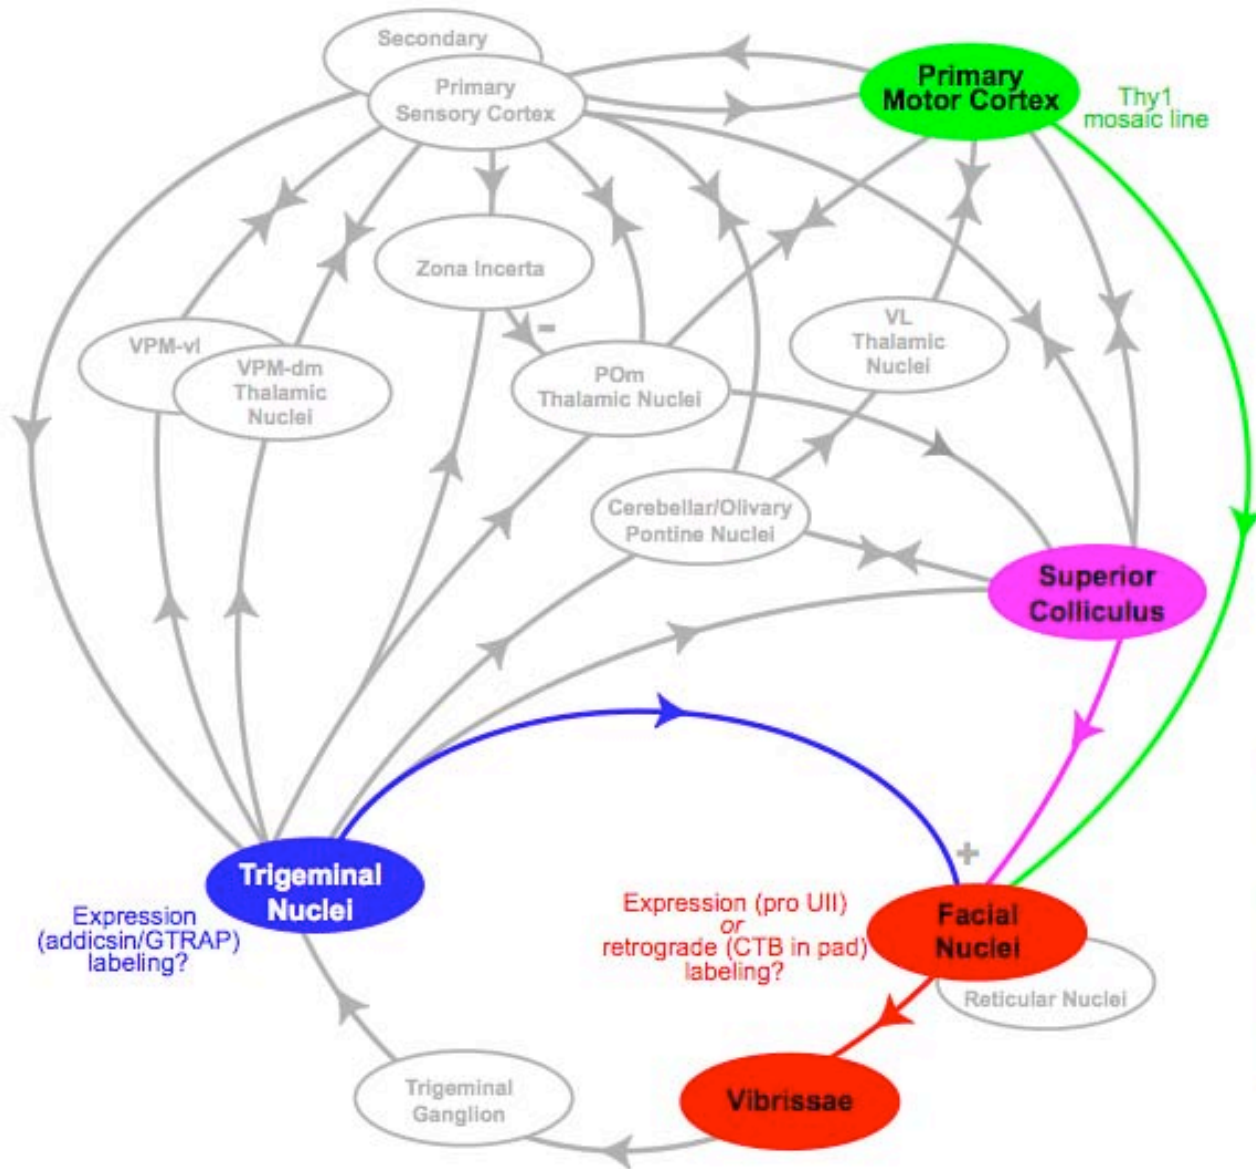 Secondary
Primary
Sensory Cortex
Primary
Motor Cortex
Thy1
mosaic line
Zona Incerta
-
VPM-vl
VPM-dm
Thalamic
Nuclei
POm
Thalamic Nuclei
VL
Thalamic
Nuclei
Cerebellar/Olivary
Pontine Nuclei
Superior
Colliculus
Trigeminal
Nuclei
Expression
(addicsin/GTRAP)
labeling?
Expression (pro UII)
or
retrograde (CTB in pad)
labeling?
+
Facial
Nuclei
Reticular Nuclei
Trigeminal
Ganglion
Vibrissae